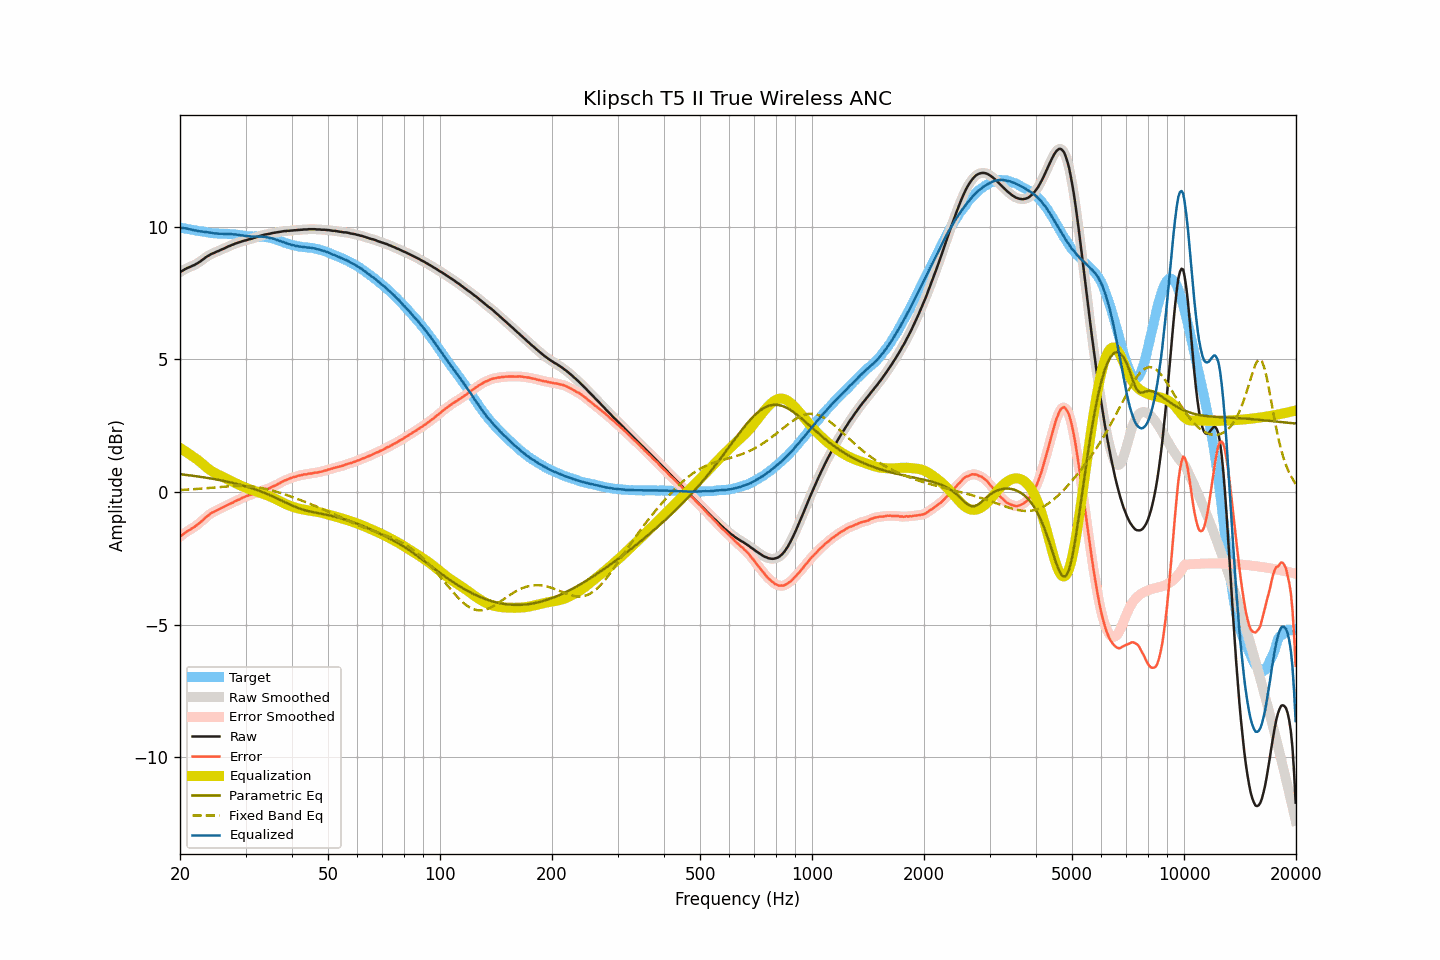 Klipsch T5 II True Wireless ANC
Amplitude (dBr)
10
5
0
−5
−10
Target
Raw Smoothed
Error Smoothed
Raw
Error
Equalization
Parametric Eq
Fixed Band Eq
Equalized
20 50 100 200 500 1000 2000 5000 10000 20000
Frequency (Hz)